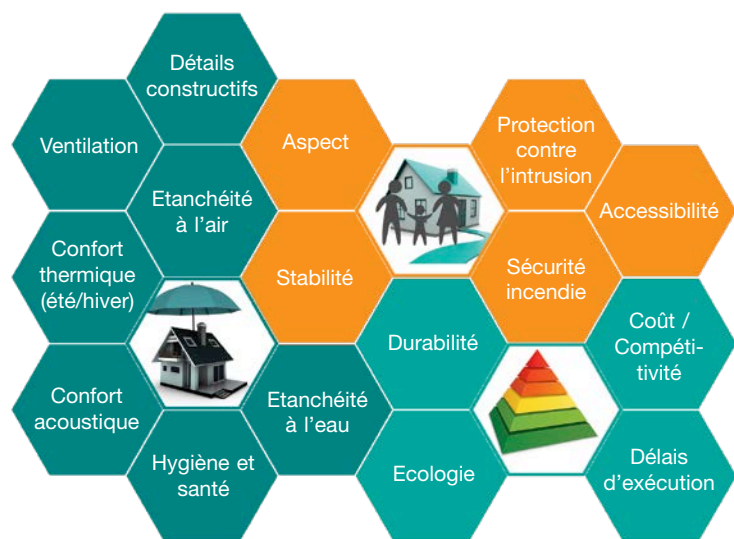 Détails
constructifs
Ventilation
Aspect
Protection
contre
l'intrusion
Etanchéité
à l'air
Accessibilité
Confort
thermique
(été/hiver)
Stabilité
Sécurité
incendie
Durabilité
Coût /
Compéti-
tivité
Confort
acoustique
Etanchéité
à l'eau
Hygiène et
santé
Ecologie
Délais
d'exécution